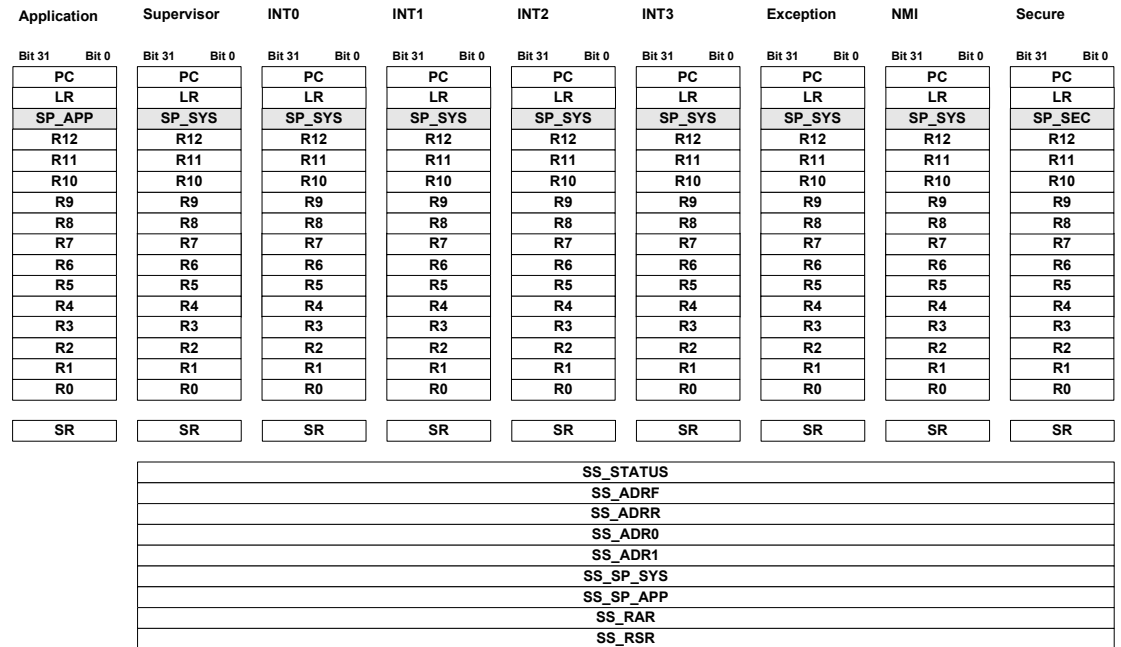 Application Supervisor INT0 INT1 INT2 INT3 Exception NMI Secure
Bit 31 Bit 0 Bit 31 Bit 0 Bit 31 Bit 0 Bit 31 Bit 0 Bit 31 Bit 0 Bit 31 Bit 0 Bit 31 Bit 0 Bit 31 Bit 0 Bit 31 Bit 0
PC PC PC PC PC PC PC PC PC
LR LR LR LR LR LR LR LR LR
SP_APP SP_SYS SP_SYS SP_SYS SP_SYS SP_SYS SP_SYS SP_SYS SP_SEC
R12 R12 R12 R12 R12 R12 R12 R12 R12
R11 R11 R11 R11 R11 R11 R11 R11 R11
R10 R10 R10 R10 R10 R10 R10 R10 R10
R9 R9 R9 R9 R9 R9 R9 R9 R9
R8 R8 R8 R8 R8 R8 R8 R8 R8
R7 R7 R7 R7 R7 R7 R7 R7 R7
R6 R6 R6 R6 R6 R6 R6 R6 R6
R5 R5 R5 R5 R5 R5 R5 R5 R5
R4 R4 R4 R4 R4 R4 R4 R4 R4
R3 R3 R3 R3 R3 R3 R3 R3 R3
R2 R2 R2 R2 R2 R2 R2 R2 R2
R1 R1 R1 R1 R1 R1 R1 R1 R1
R0 R0 R0 R0 R0 R0 R0 R0 R0
SR SR SR SR SR SR SR SR SR
SS_STATUS
SS_ADRF
SS_ADRR
SS_ADR0
SS_ADR1
SS_SP_SYS
SS_SP_APP
SS_RAR
SS_RSR